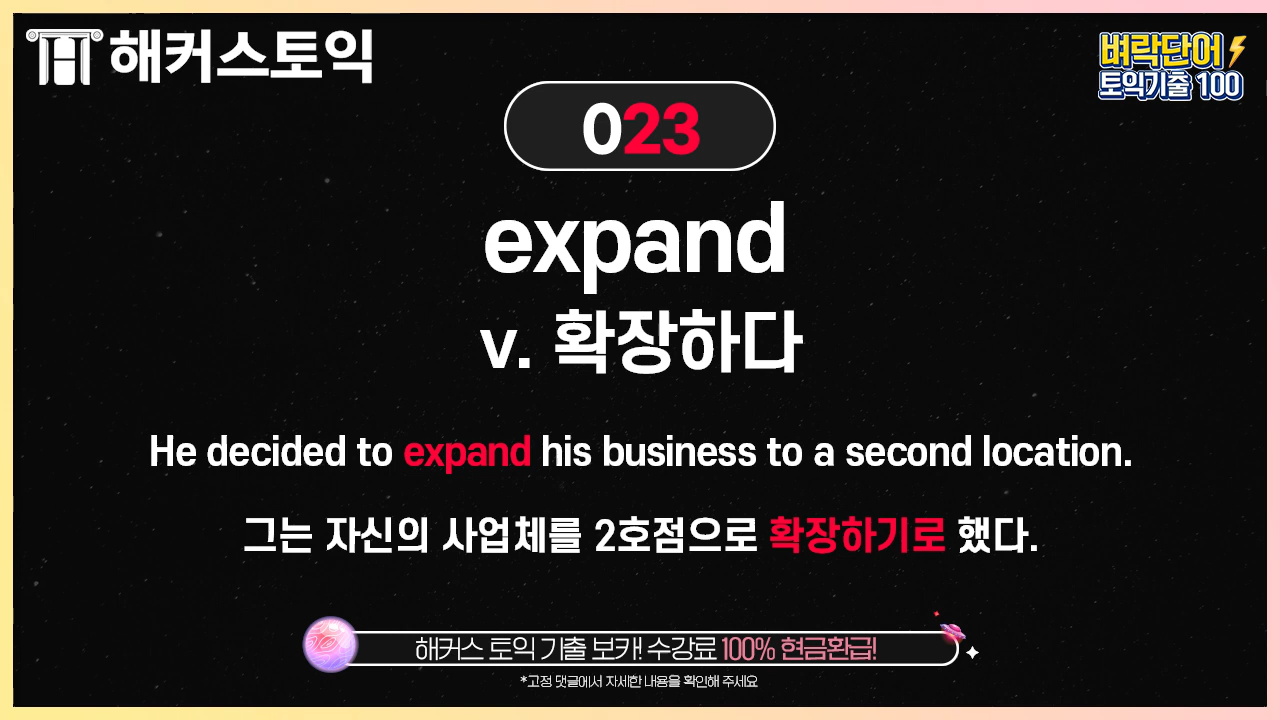 해커스토익
벼락단어
토익기출 100
023
expand
v. 확장하다
He decided to expand his business to a second location.
그는 자신의 사업체를 2호점으로 확장하기로 했다.
해커스 토익 기출 보카! 수강료 100% 현금환급!
*고정 댓글에서 자세한 내용을 확인해 주세요